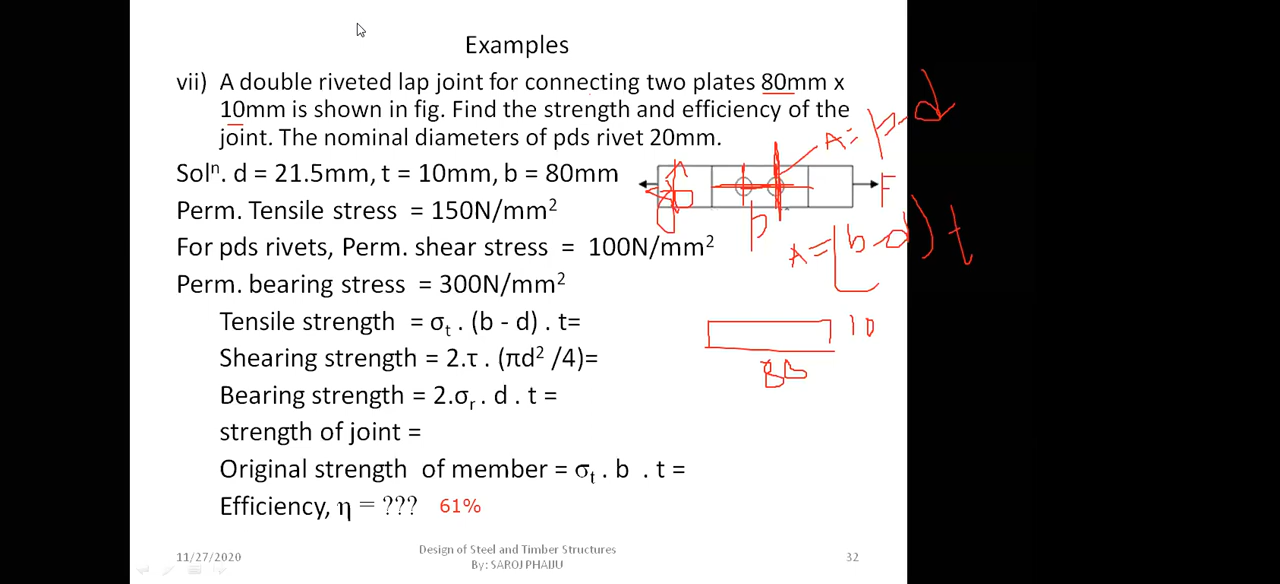 Examples
vii) A double riveted lap joint for connecting two plates 80mm x
10mm is shown in fig. Find the strength and efficiency of the
joint. The nominal diameters of pds rivet 20mm.
Solⁿ. d = 21.5mm, t = 10mm, b = 80mm
Perm. Tensile stress = 150N/mm²
For pds rivets, Perm. shear stress = 100N/mm²
Perm. bearing stress = 300N/mm²
Tensile strength = σt . (b - d) . t=
Shearing strength = 2.τ . (πd² /4)=
Bearing strength = 2.σr . d . t =
strength of joint =
Original strength of member = σt . b . t =
Efficiency, η = ??? 61%
A= p-d
F
p
A=(b-d)t
10
80
11/27/2020
Design of Steel and Timber Structures
By: SAROJ PHAIJU
32